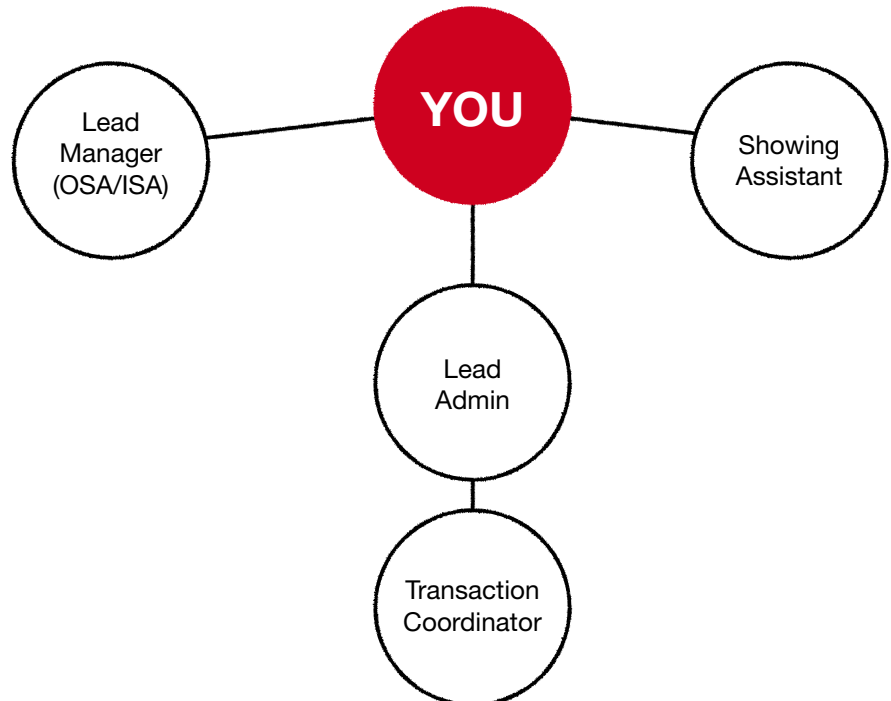 YOU
Lead
Manager
(OSA/ISA)
Showing
Assistant
Lead
Admin
Transaction
Coordinator